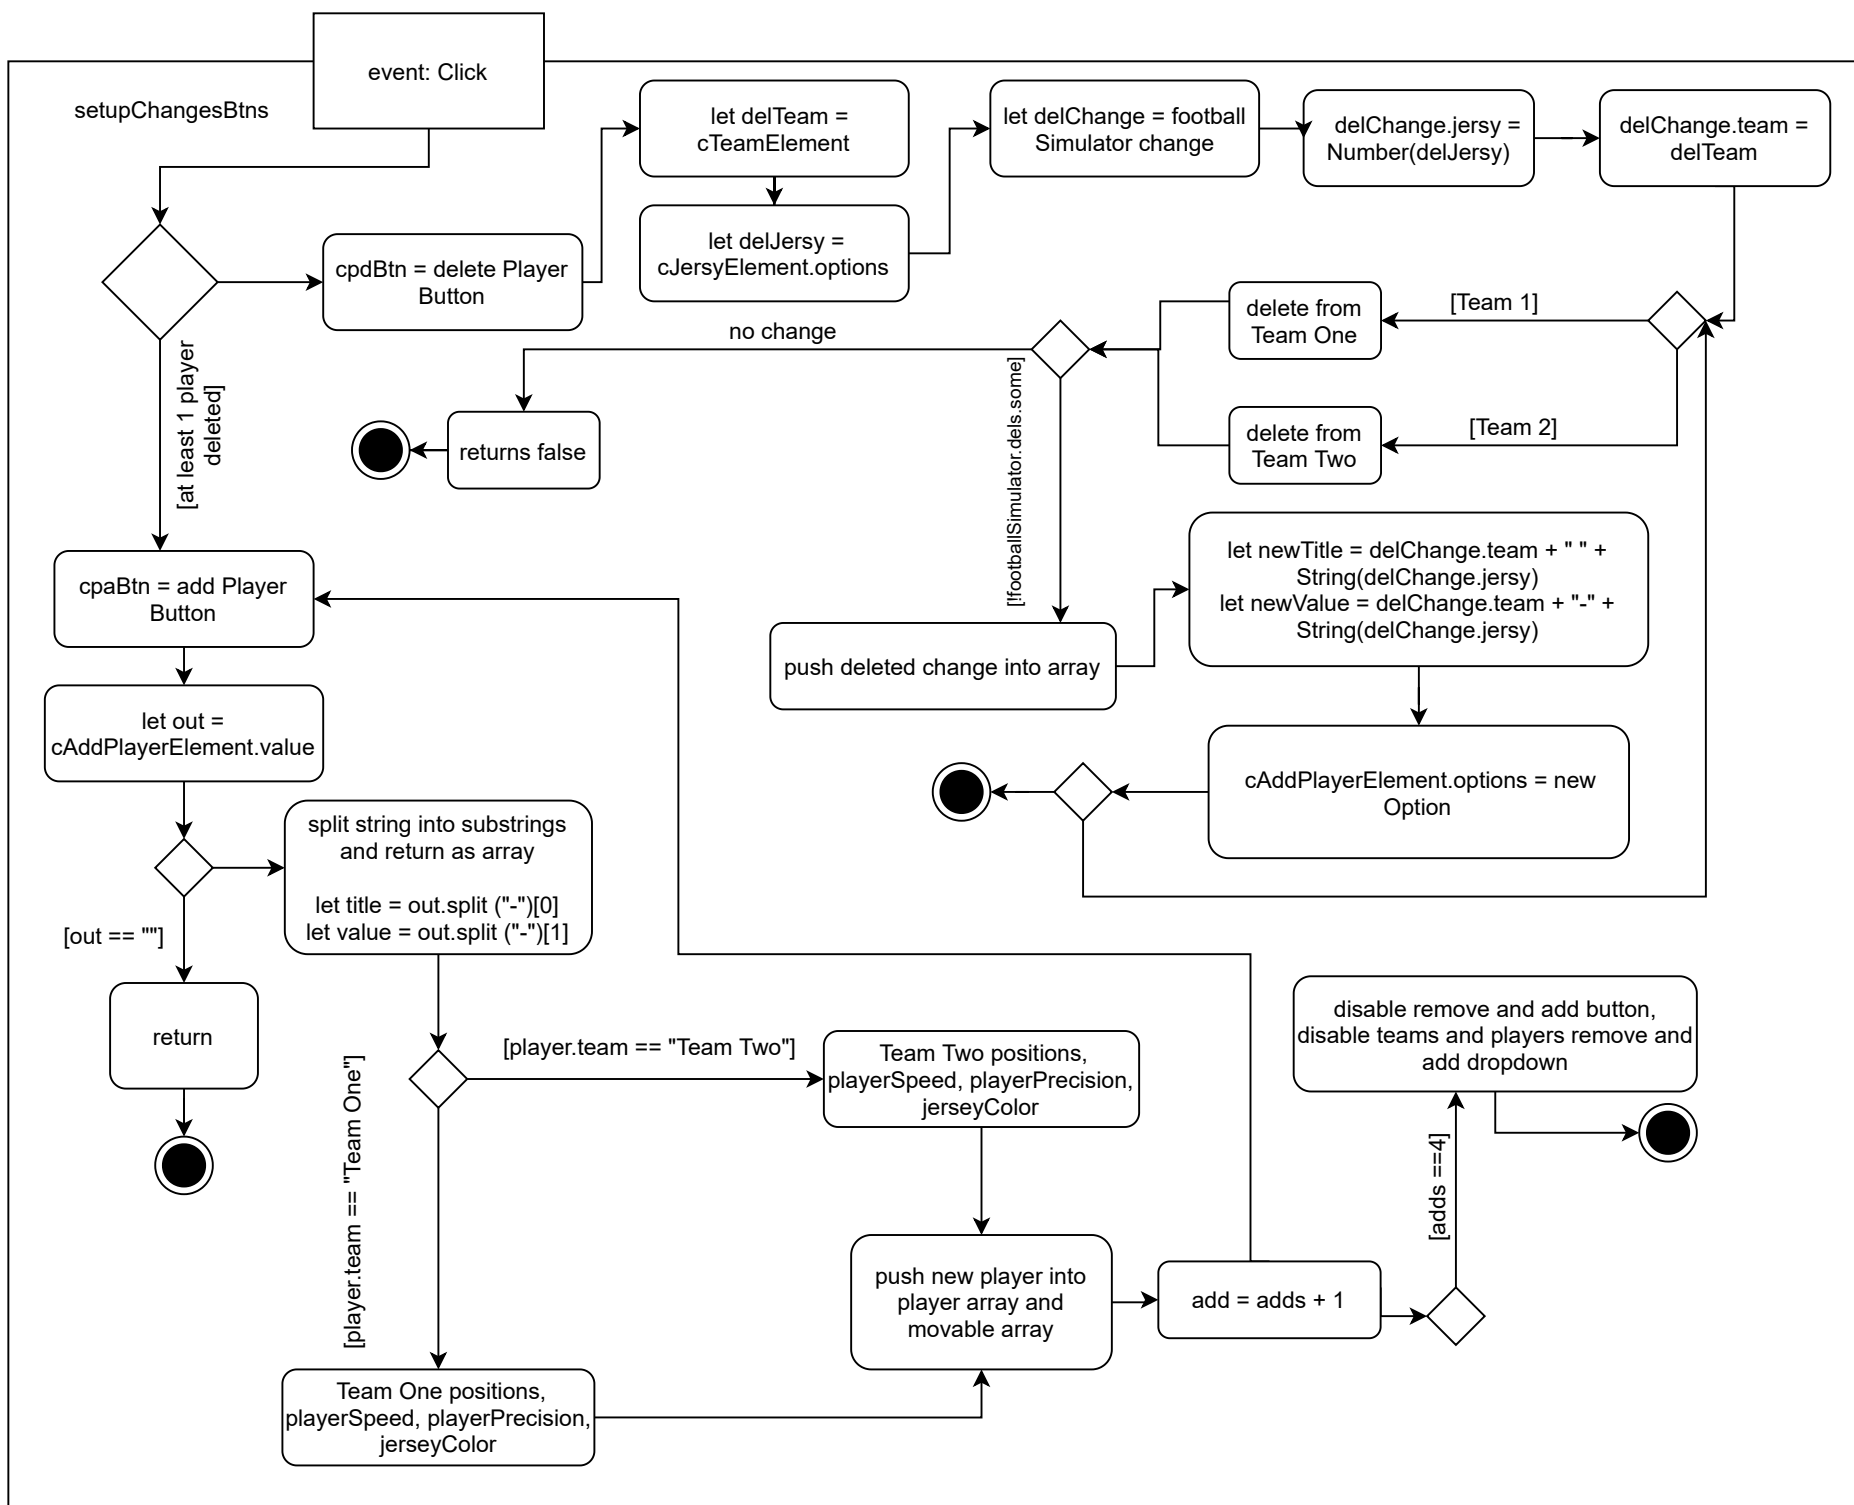 event: Click
setupChangesBtns
let delTeam =
cTeamElement
let delChange = football
Simulator change
delChange.jersy =
Number(delJersy)
delChange.team =
delTeam
let delJersy =
cJersyElement.options
cpdBtn = delete Player
Button
[Team 1]
delete from
Team One
no change
[at least 1 player
deleted]
[!footballSimulator.dels.some]
returns false
[Team 2]
delete from
Team Two
let newTitle = delChange.team + " " +
String(delChange.jersy)
let newValue = delChange.team + "-" +
String(delChange.jersy)
cpaBtn = add Player
Button
push deleted change into array
let out =
cAddPlayerElement.value
cAddPlayerElement.options = new
Option
split string into substrings
and return as array
let title = out.split ("-")[0]
let value = out.split ("-")[1]
[out == ""]
return
disable remove and add button,
disable teams and players remove and
add dropdown
[player.team == "Team Two"]
Team Two positions,
playerSpeed, playerPrecision,
jerseyColor
[player.team == "Team One"]
[adds ==4]
push new player into
player array and
movable array
add = adds + 1
Team One positions,
playerSpeed, playerPrecision,
jerseyColor